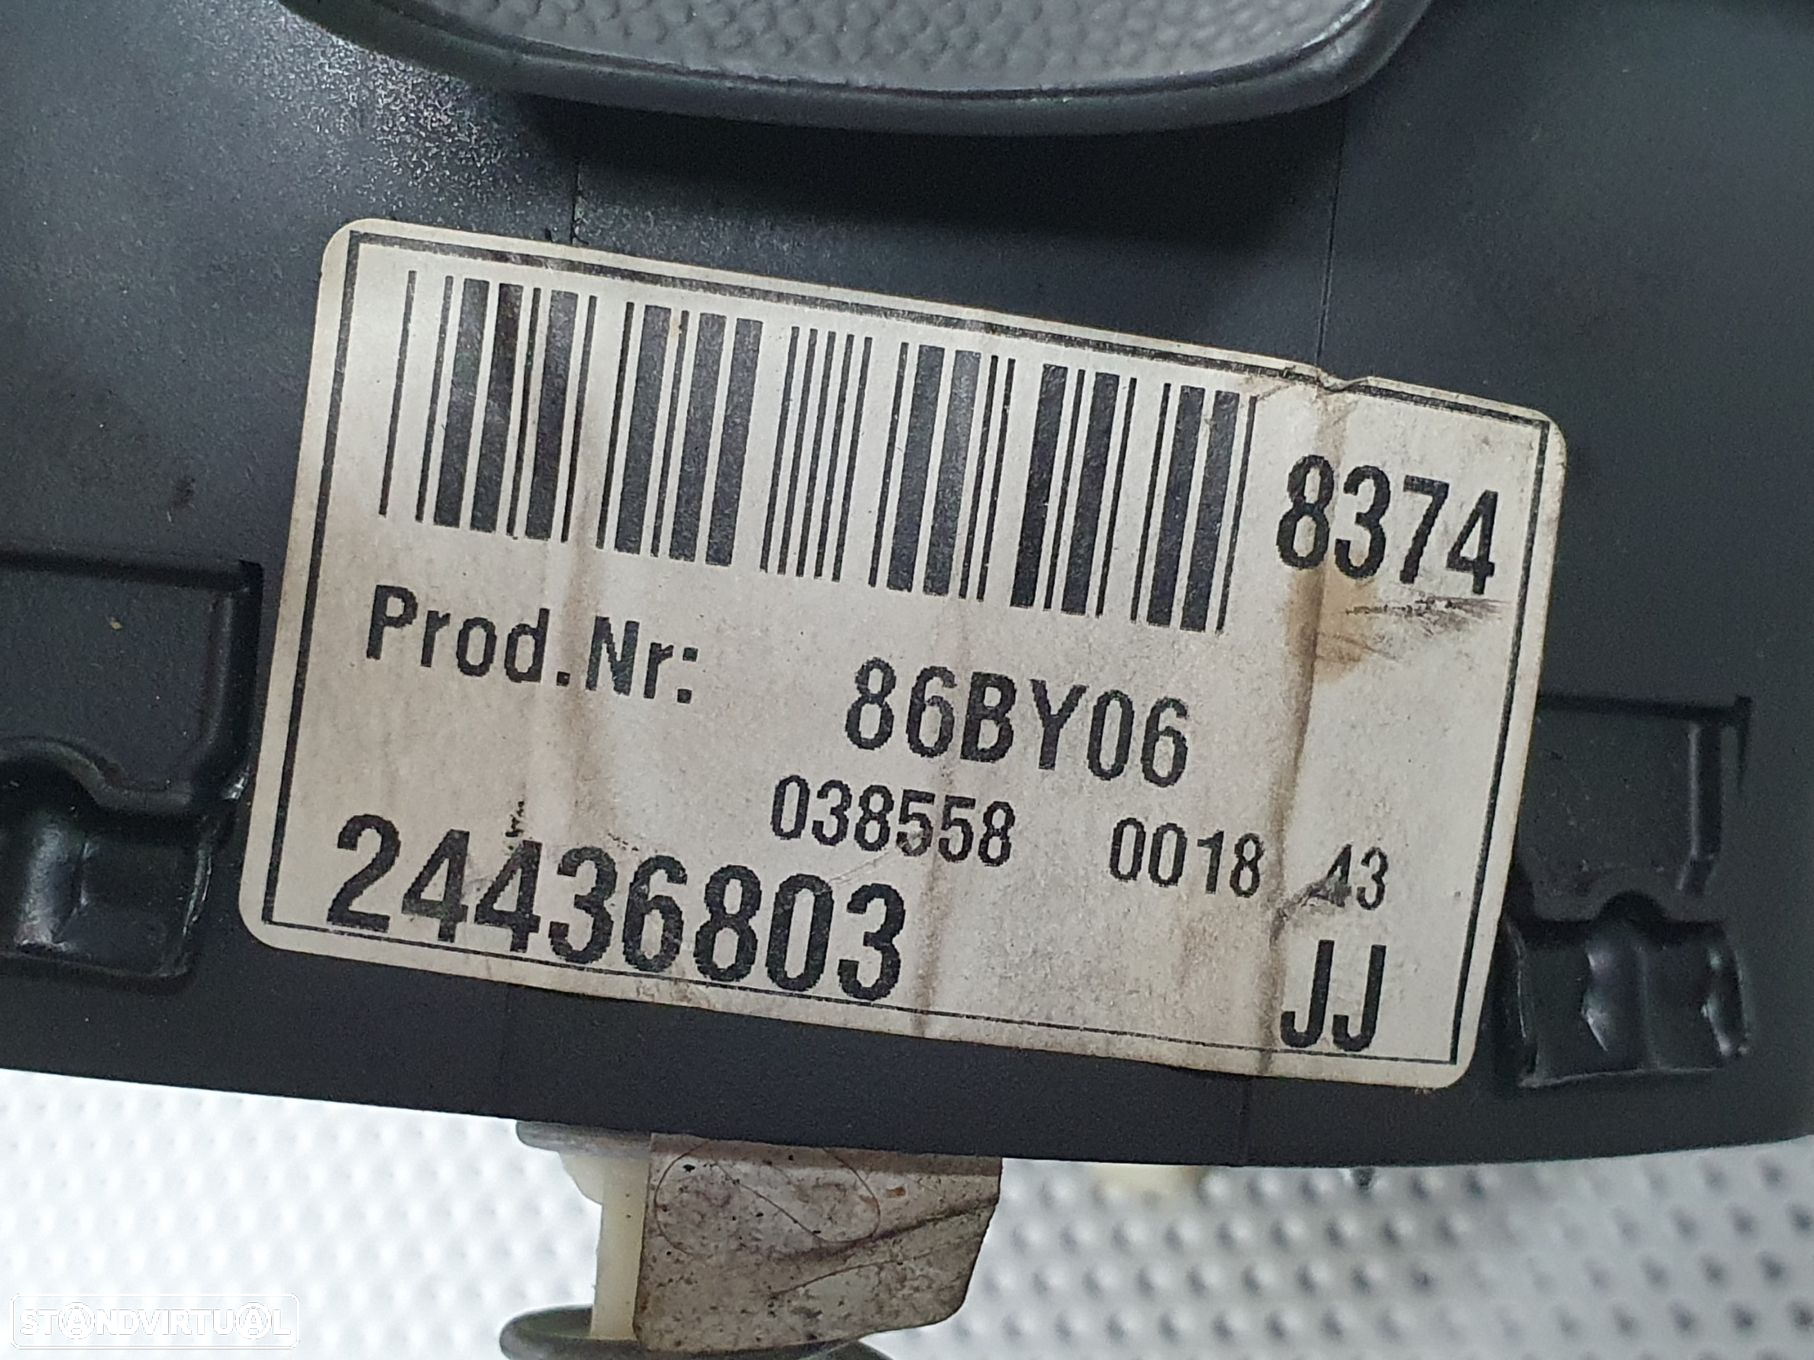 8374
Prod.Nr: 86BY06
038558 0018 43
24436803 JJ
STANDVIRTUAL